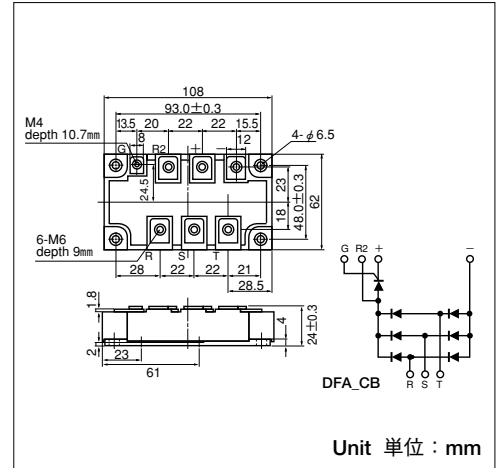 108
93.0±0.3
13.5 20 22 22 15.5
M4
depth 10.7mm
8
4-φ6.5
12
G R2 + −
24.5
23
18
48.0±0.3
62
6-M6
depth 9mm
R S T
28 22 22 21
28.5
1.8
2
23
61
4
24±0.3
G R2 + −
R S T
DFA_CB
Unit 単位：mm